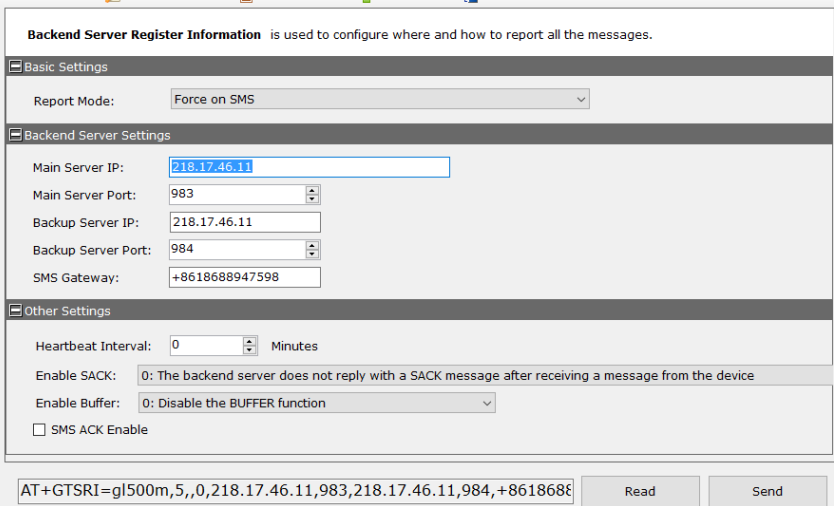 Backend Server Register Information is used to configure where and how to report all the messages.
Basic Settings
Report Mode: Force on SMS
Backend Server Settings
Main Server IP: 218.17.46.11
Main Server Port: 983
Backup Server IP: 218.17.46.11
Backup Server Port: 984
SMS Gateway: +8618688947598
Other Settings
Heartbeat Interval: 0 Minutes
Enable SACK: 0: The backend server does not reply with a SACK message after receiving a message from the device
Enable Buffer: 0: Disable the BUFFER function
SMS ACK Enable
AT+GTSRI=gl500m,5,,0,218.17.46.11,983,218.17.46.11,984,+861868 Read Send